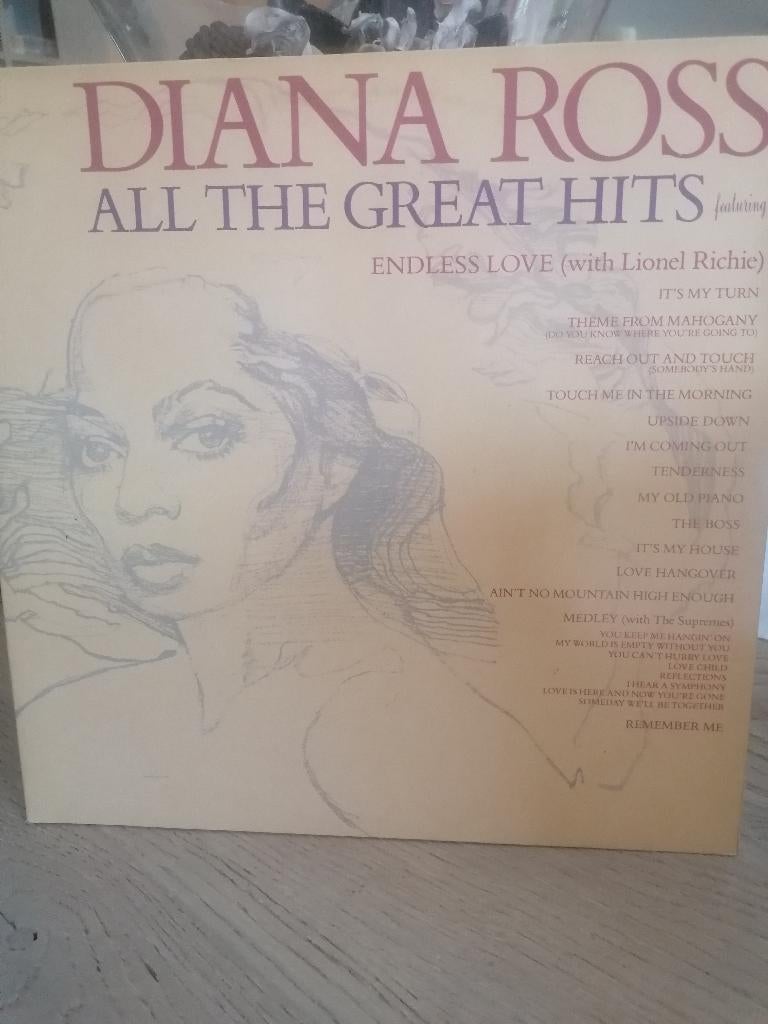 DIANA ROSS
ALL THE GREAT HITS featuring
ENDLESS LOVE (with Lionel Richie)
IT'S MY TURN
THEME FROM MAHOGANY
(DO YOU KNOW WHERE YOU'RE GOING TO)
REACH OUT AND TOUCH
(SOMEBODY'S HAND)
TOUCH ME IN THE MORNING
UPSIDE DOWN
I'M COMING OUT
TENDERNESS
MY OLD PIANO
THE BOSS
IT'S MY HOUSE
LOVE HANGOVER
AIN'T NO MOUNTAIN HIGH ENOUGH
MEDLEY (with The Supremes)
YOU KEEP ME HANGIN' ON
MY WORLD IS EMPTY WITHOUT YOU
YOU CAN'T HURRY LOVE
LOVE CHILD
REFLECTIONS
I HEAR A SYMPHONY
LOVE IS HERE AND NOW YOU'RE GONE
SOMEDAY WE'LL BE TOGETHER
REMEMBER ME